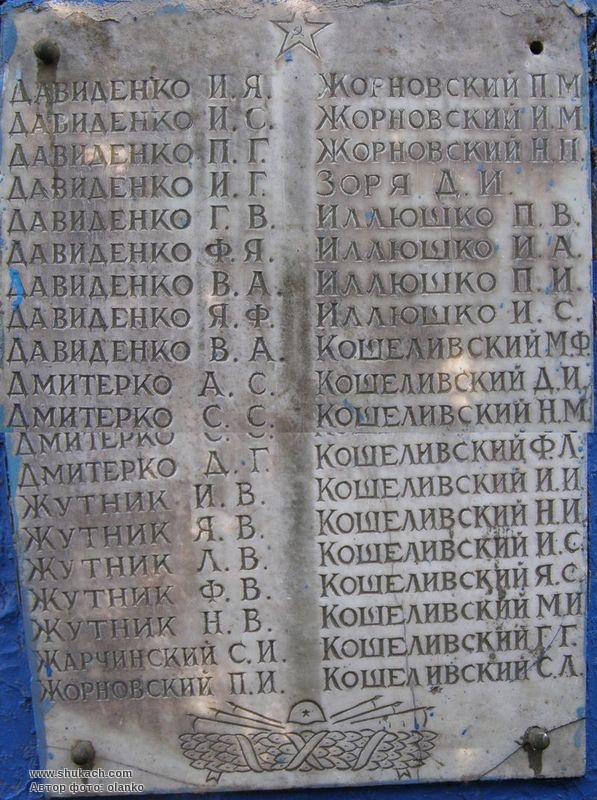 Давиденко И. Я.
Давиденко И. С.
Давиденко П. Г.
Давиденко И. Г.
Давиденко Г. В.
Давиденко Ф. Я.
Давиденко В. А.
Давиденко Я. Ф.
Давиденко В. А.
Дмитерко А. С.
Дмитерко С. С.
Дмитерко С. С.
Дмитерко Д. Г.
Жутник И. В.
Жутник Я. В.
Жутник Л. В.
Жутник Ф. В.
Жутник Н. В.
Жарчинский С. И.
Жорновский П. И.
Жорновский П. М.
Жорновский И. М.
Жорновский Н. П.
Зоря Д. И.
Иллюшко П. В.
Иллюшко И. А.
Иллюшко П. И.
Иллюшко И. С.
Кошеливский М. Ф.
Кошеливский Д. И.
Кошеливский Н. М.
Кошеливский Ф. Л.
Кошеливский И. И.
Кошеливский Н. И.
Кошеливский И. С.
Кошеливский Я. С.
Кошеливский М. И.
Кошеливский Г. Г.
Кошеливский С. Л.
www.shukach.com
Автор фото: olanko